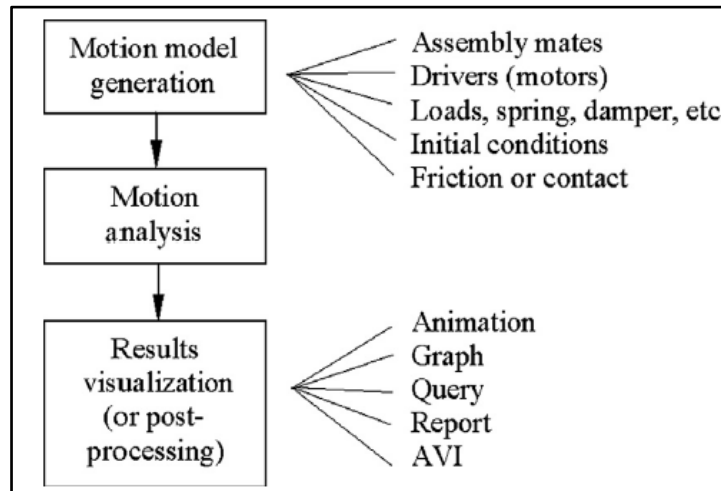 Motion model
generation
Assembly mates
Drivers (motors)
Loads, spring, damper, etc
Initial conditions
Friction or contact
Motion
analysis
Results
visualization
(or post-
processing)
Animation
Graph
Query
Report
AVI